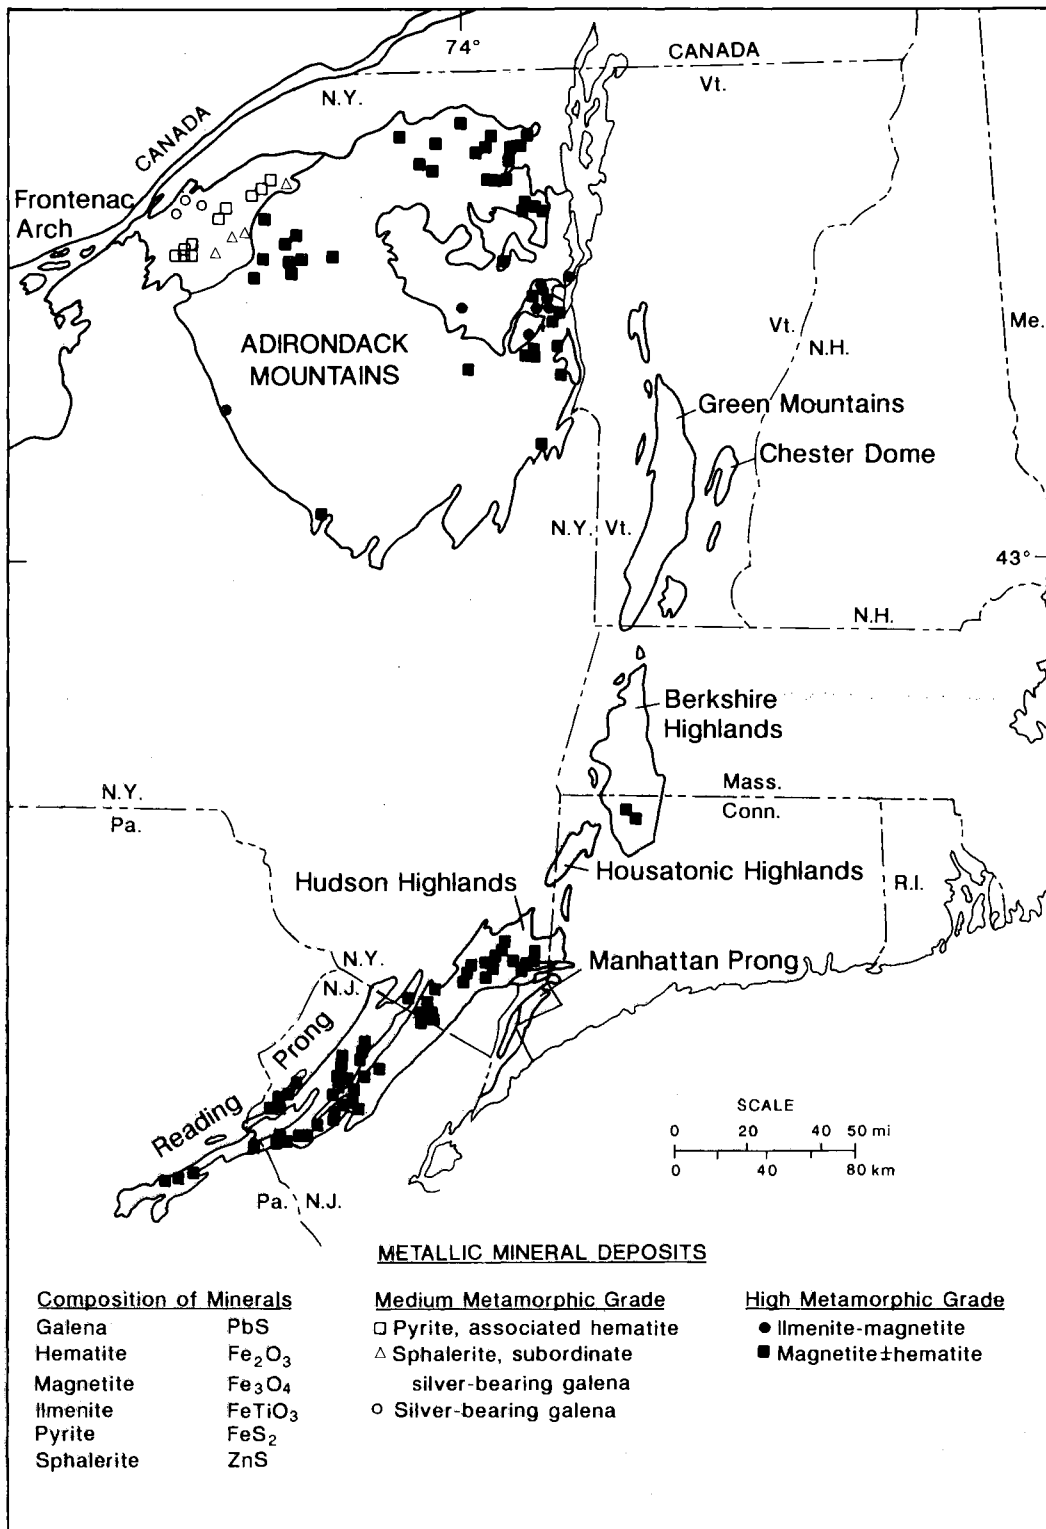 74°
CANADA
N.Y.
Vt.
CANADA
Frontenac
Arch
ADIRONDACK
MOUNTAINS
Vt.
N.H.
Me.
Green Mountains
Chester Dome
N.Y.
Vt.
43°
N.H.
Berkshire
Highlands
N.Y.
Pa.
Mass.
Conn.
Hudson Highlands
Housatonic Highlands
R.I.
N.Y.
N.J.
Manhattan Prong
Reading Prong
Pa.
N.J.
SCALE
0 20 40 50 mi
0 40 80 km
METALLIC MINERAL DEPOSITS
Composition of Minerals
Galena PbS
Hematite Fe₂O₃
Magnetite Fe₃O₄
Ilmenite FeTiO₃
Pyrite FeS₂
Sphalerite ZnS
Medium Metamorphic Grade
□ Pyrite, associated hematite
△ Sphalerite, subordinate
silver-bearing galena
○ Silver-bearing galena
High Metamorphic Grade
● Ilmenite-magnetite
■ Magnetite±hematite